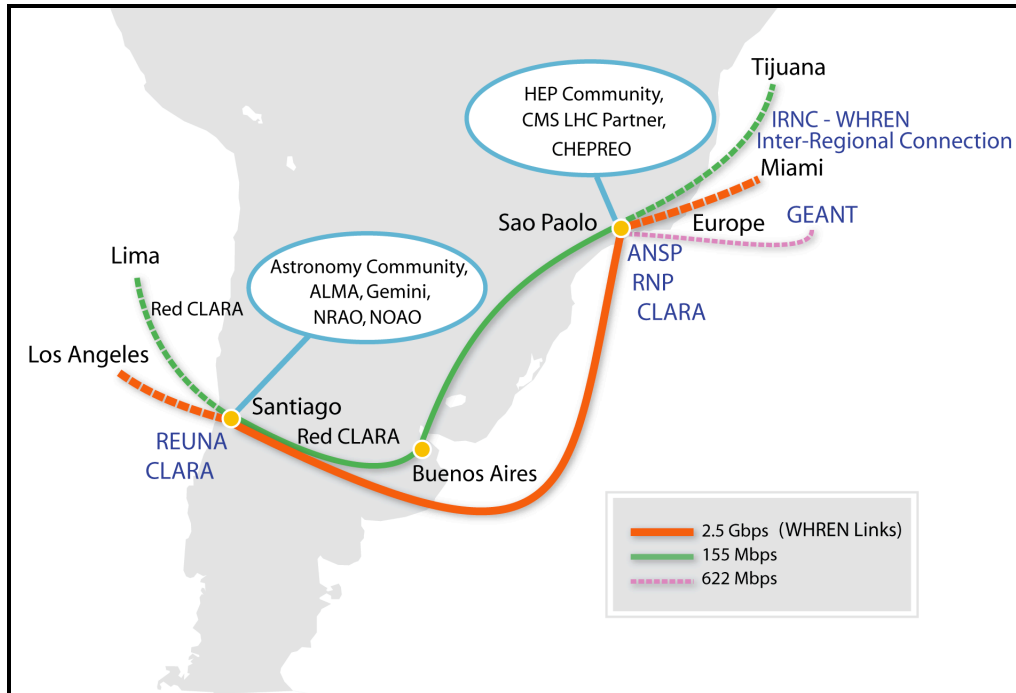 Tijuana
HEP Community,
CMS LHC Partner,
CHEPREO
IRNC - WHREN
Inter-Regional Connection
Miami
Sao Paolo
Europe
GEANT
ANSP
RNP
CLARA
Lima
Astronomy Community,
ALMA, Gemini,
NRAO, NOAO
Red CLARA
Los Angeles
Santiago
Red CLARA
REUNA
CLARA
Buenos Aires
2.5 Gbps (WHREN Links)
155 Mbps
622 Mbps